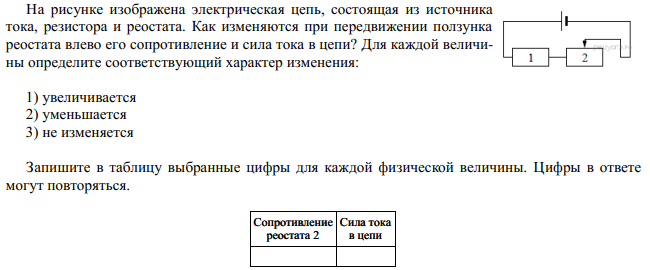 На рисунке изображена электрическая цепь, состоящая из источника
тока, резистора и реостата. Как изменяются при передвижении ползунка
реостата влево его сопротивление и сила тока в цепи? Для каждой величи-
ны определите соответствующий характер изменения:
1
2
1) увеличивается
2) уменьшается
3) не изменяется
Запишите в таблицу выбранные цифры для каждой физической величины. Цифры в ответе
могут повторяться.
Сопротивление Сила тока
реостата 2 в цепи